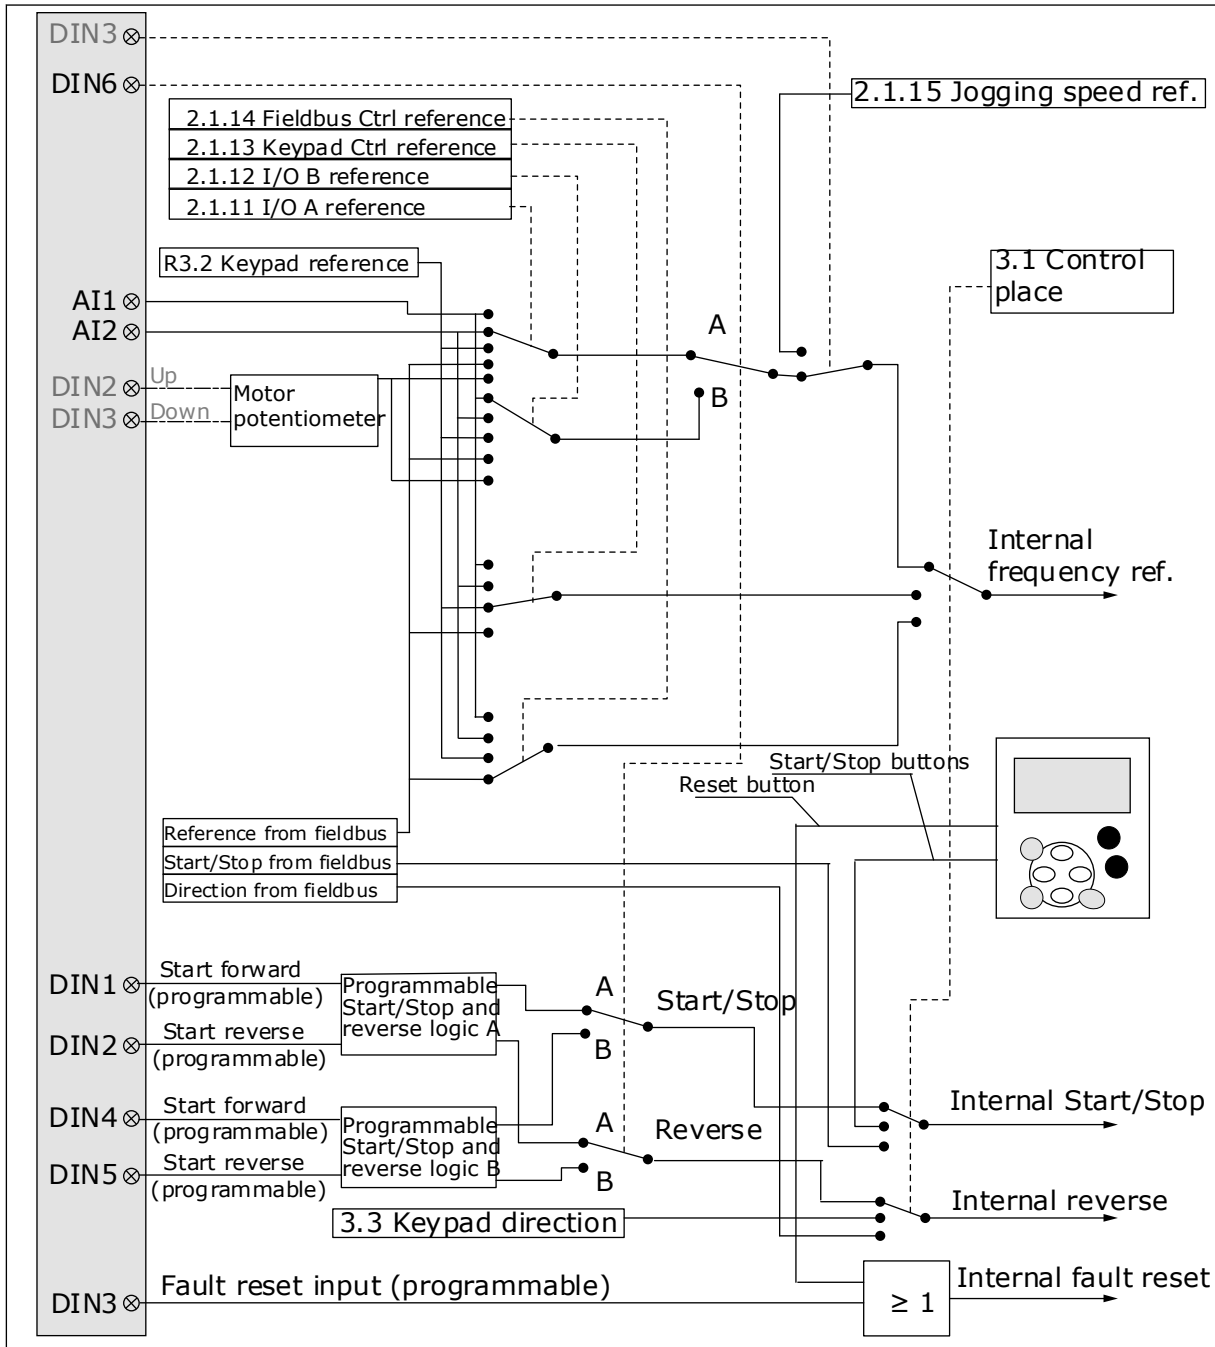 DIN3
DIN6
2.1.15 Jogging speed ref.
2.1.14 Fieldbus Ctrl reference
2.1.13 Keypad Ctrl reference
2.1.12 I/O B reference
2.1.11 I/O A reference
R3.2 Keypad reference
3.1 Control
place
AI1
AI2
A
B
DIN2
Up
DIN3
Down
Motor
potentiometer
Internal
frequency ref.
Start/Stop buttons
Reset button
Reference from fieldbus
Start/Stop from fieldbus
Direction from fieldbus
DIN1
Start forward
(programmable)
DIN2
Start reverse
(programmable)
Programmable
Start/Stop and
reverse logic A
A
B
Start/Stop
DIN4
Start forward
(programmable)
DIN5
Start reverse
(programmable)
Programmable
Start/Stop and
reverse logic B
A
B
Reverse
Internal Start/Stop
3.3 Keypad direction
Internal reverse
DIN3
Fault reset input (programmable)
≥ 1
Internal fault reset